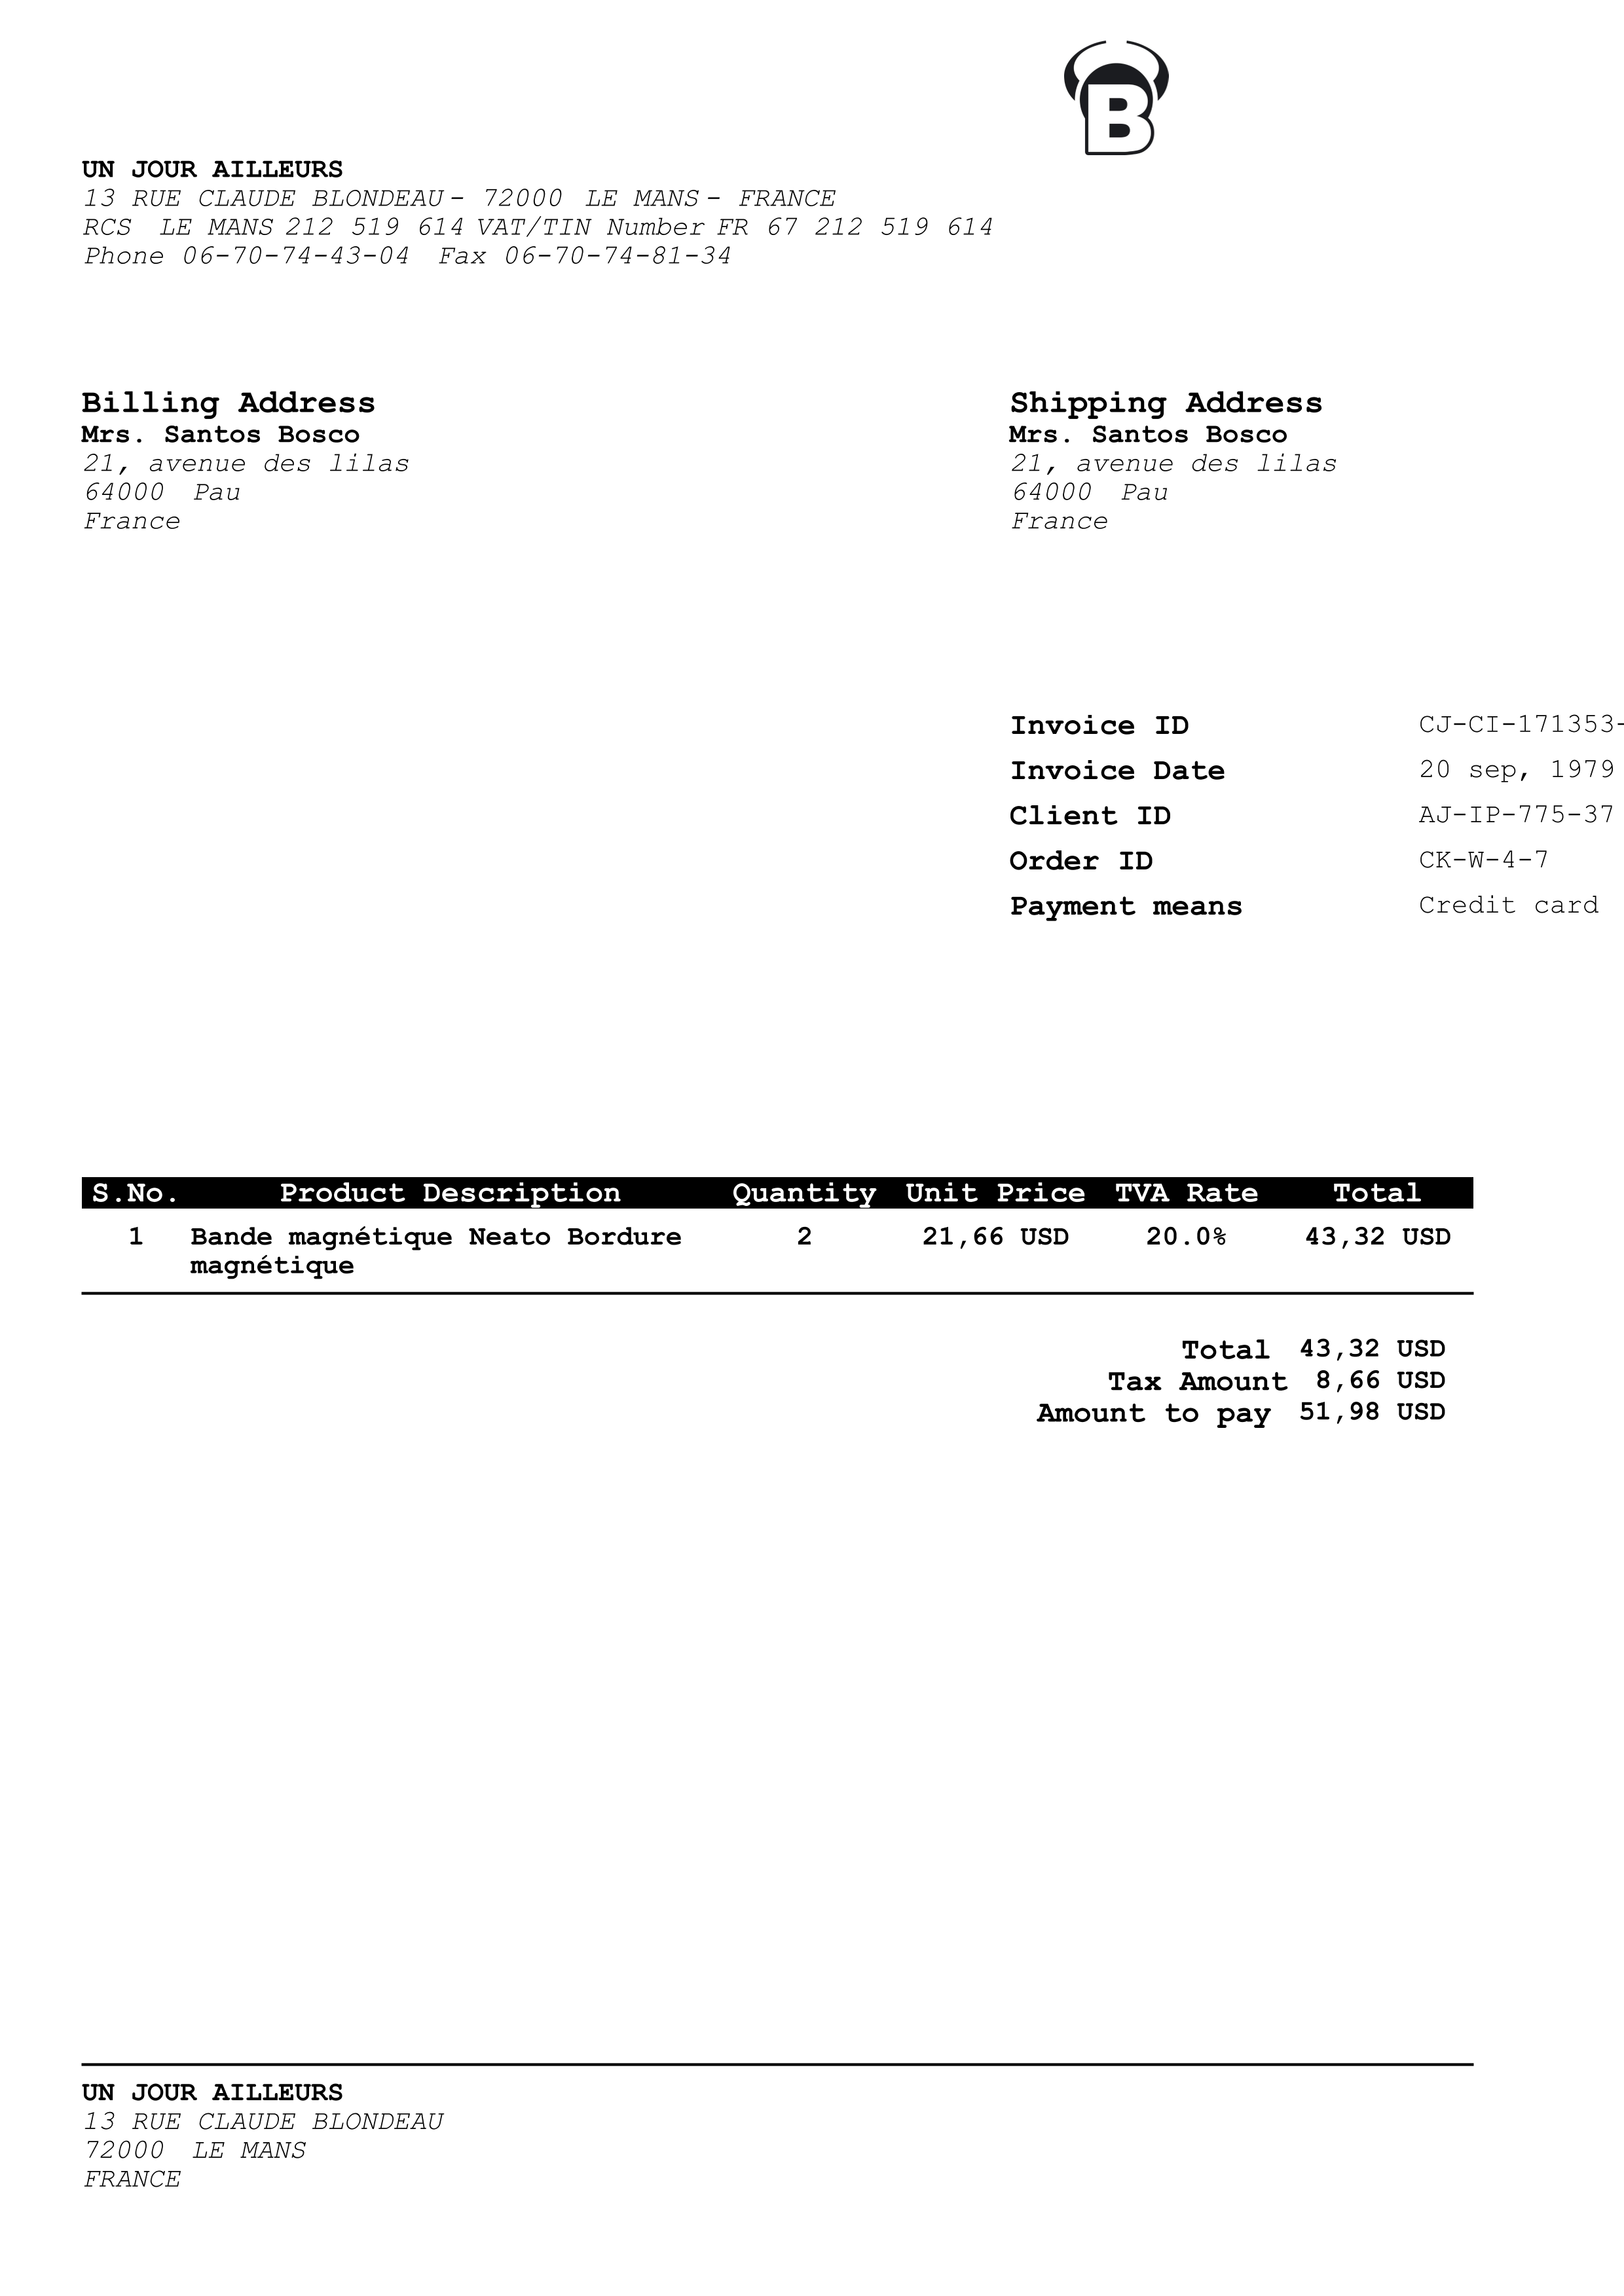 B
UN JOUR AILLEURS
13 RUE CLAUDE BLONDEAU - 72000 LE MANS - FRANCE
RCS LE MANS 212 519 614 VAT/TIN Number FR 67 212 519 614
Phone 06-70-74-43-04 Fax 06-70-74-81-34
Billing Address
Mrs. Santos Bosco
21, avenue des lilas
64000 Pau
France
Shipping Address
Mrs. Santos Bosco
21, avenue des lilas
64000 Pau
France
Invoice ID CJ-CI-171353-
Invoice Date 20 sep, 1979
Client ID AJ-IP-775-37
Order ID CK-W-4-7
Payment means Credit card
S.No. Product Description Quantity Unit Price TVA Rate Total
1 Bande magnétique Neato Bordure 2 21,66 USD 20.0% 43,32 USD
magnétique
Total 43,32 USD
Tax Amount 8,66 USD
Amount to pay 51,98 USD
UN JOUR AILLEURS
13 RUE CLAUDE BLONDEAU
72000 LE MANS
FRANCE